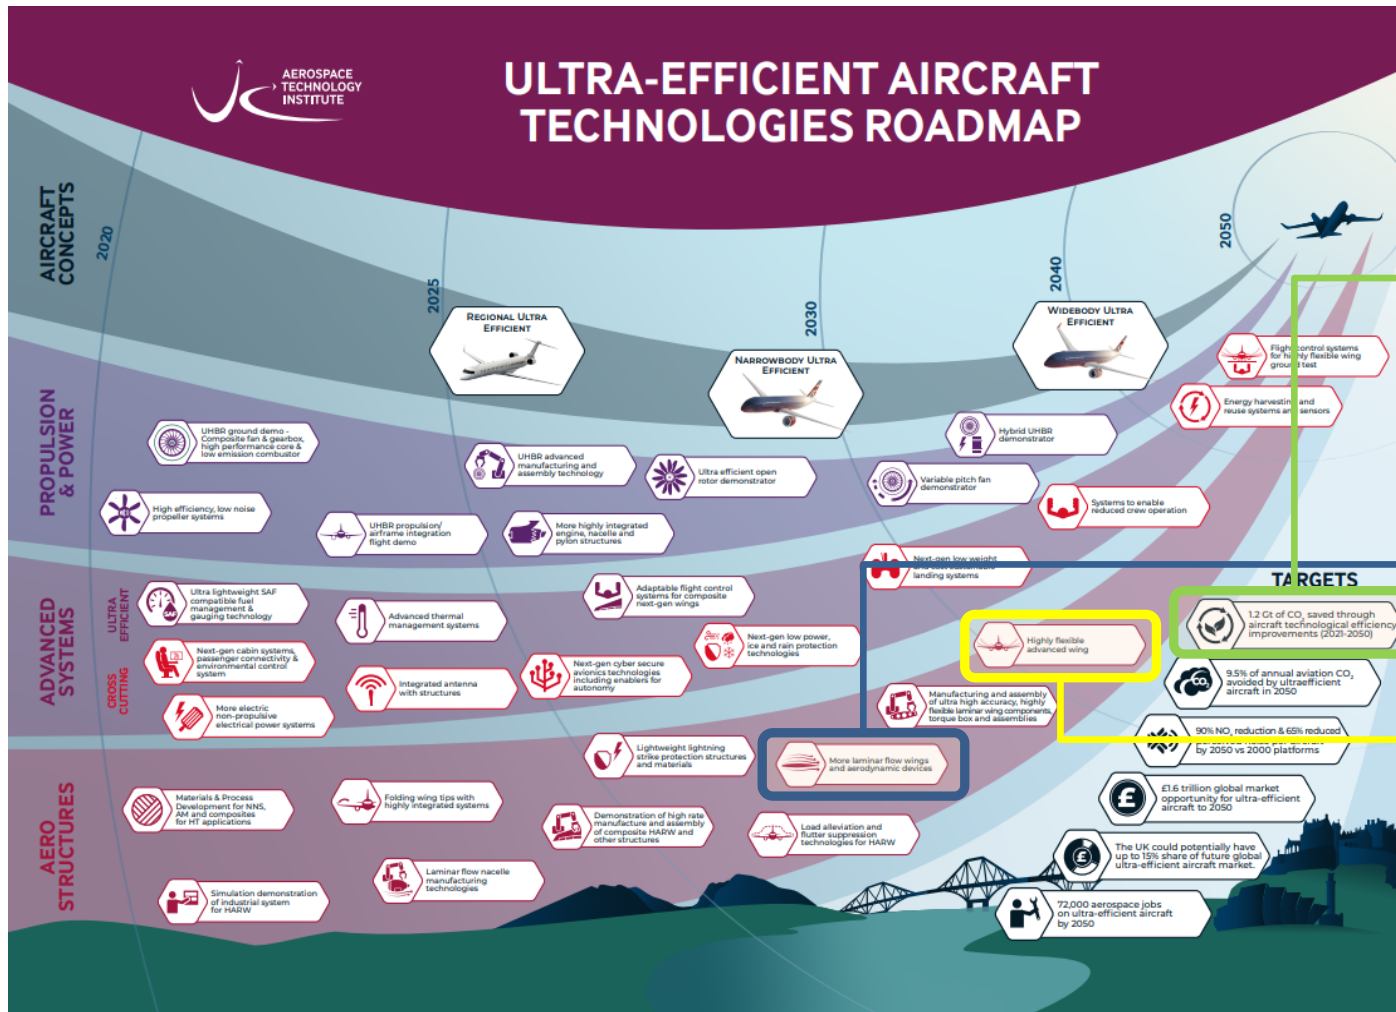 AEROSPACE
TECHNOLOGY
INSTITUTE
ULTRA-EFFICIENT AIRCRAFT
TECHNOLOGIES ROADMAP
AIRCRAFT
CONCEPTS
2020
2025
2030
2040
2050
REGIONAL ULTRA
EFFICIENT
NARROWBODY ULTRA
EFFICIENT
WIDEBODY ULTRA
EFFICIENT
PROPULSION
& POWER
UHBR ground demo -
Composite fan & gearbox,
high performance core &
low emission combustor
High efficiency, low noise
propeller systems
UHBR propulsion/
airframe integration
flight demo
UHBR advanced
manufacturing and
assembly technology
More highly integrated
engine, nacelle and
pylon structures
Ultra efficient open
rotor demonstrator
Variable pitch fan
demonstrator
Hybrid UHBR
demonstrator
Flight control systems
for highly flexible wing
ground test
Energy harvesting and
reuse systems and sensors
Systems to enable
reduced crew operation
Next-gen low weight
landing systems
ADVANCED
SYSTEMS
ULTRA
EFFICIENT
CROSS
CUTTING
SAF
Ultra lightweight SAF
compatible fuel
management &
gauging technology
Next-gen cabin systems,
passenger connectivity &
environmental control
system
More electric
non-propulsive
electrical power systems
Advanced thermal
management systems
Integrated antenna
with structures
Adaptable flight control
systems for composite
next-gen wings
Next-gen cyber secure
avionics technologies
including enablers for
autonomy
Next-gen low power,
ice and rain protection
technologies
Highly flexible
advanced wing
Manufacturing and assembly
of ultra high accuracy, highly
flexible laminar wing components,
torque box and assemblies
AERO
STRUCTURES
Lightweight lightning
strike protection structures
and materials
More laminar flow wings
and aerodynamic devices
Materials & Process
Development for NNS,
AM and composites
for HT applications
Folding wing tips with
highly integrated systems
Demonstration of high rate
manufacture and assembly
of composite HARW and
other structures
Load alleviation and
flutter suppression
technologies for HARW
Laminar flow nacelle
manufacturing
technologies
Simulation demonstration
of industrial system
for HARW
TARGETS
1.2 Gt of CO₂ saved through
aircraft technological efficiency
improvements (2021-2050)
CO₂
9.5% of annual aviation CO₂
avoided by ultraefficient
aircraft in 2050
90% NOₓ reduction & 65% reduced
by 2050 vs 2000 platforms
£
£1.6 trillion global market
opportunity for ultra-efficient
aircraft to 2050
£
The UK could potentially have
up to 15% share of future global
ultra-efficient aircraft market.
72,000 aerospace jobs
on ultra-efficient aircraft
by 2050